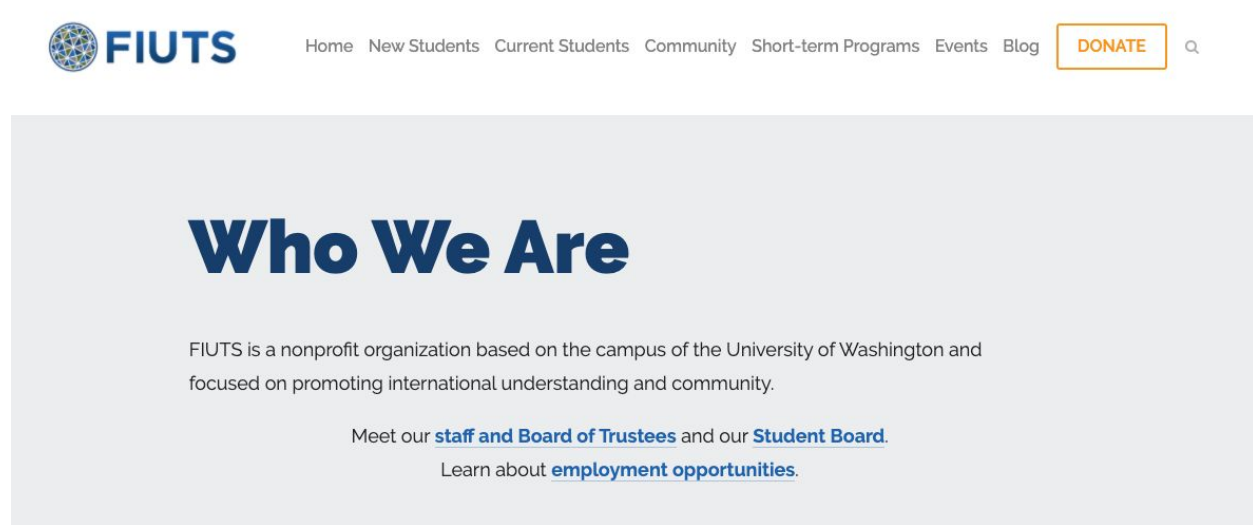 FIUTS
Home New Students Current Students Community Short-term Programs Events Blog DONATE
Who We Are
FIUTS is a nonprofit organization based on the campus of the University of Washington and
focused on promoting international understanding and community.
Meet our staff and Board of Trustees and our Student Board.
Learn about employment opportunities.